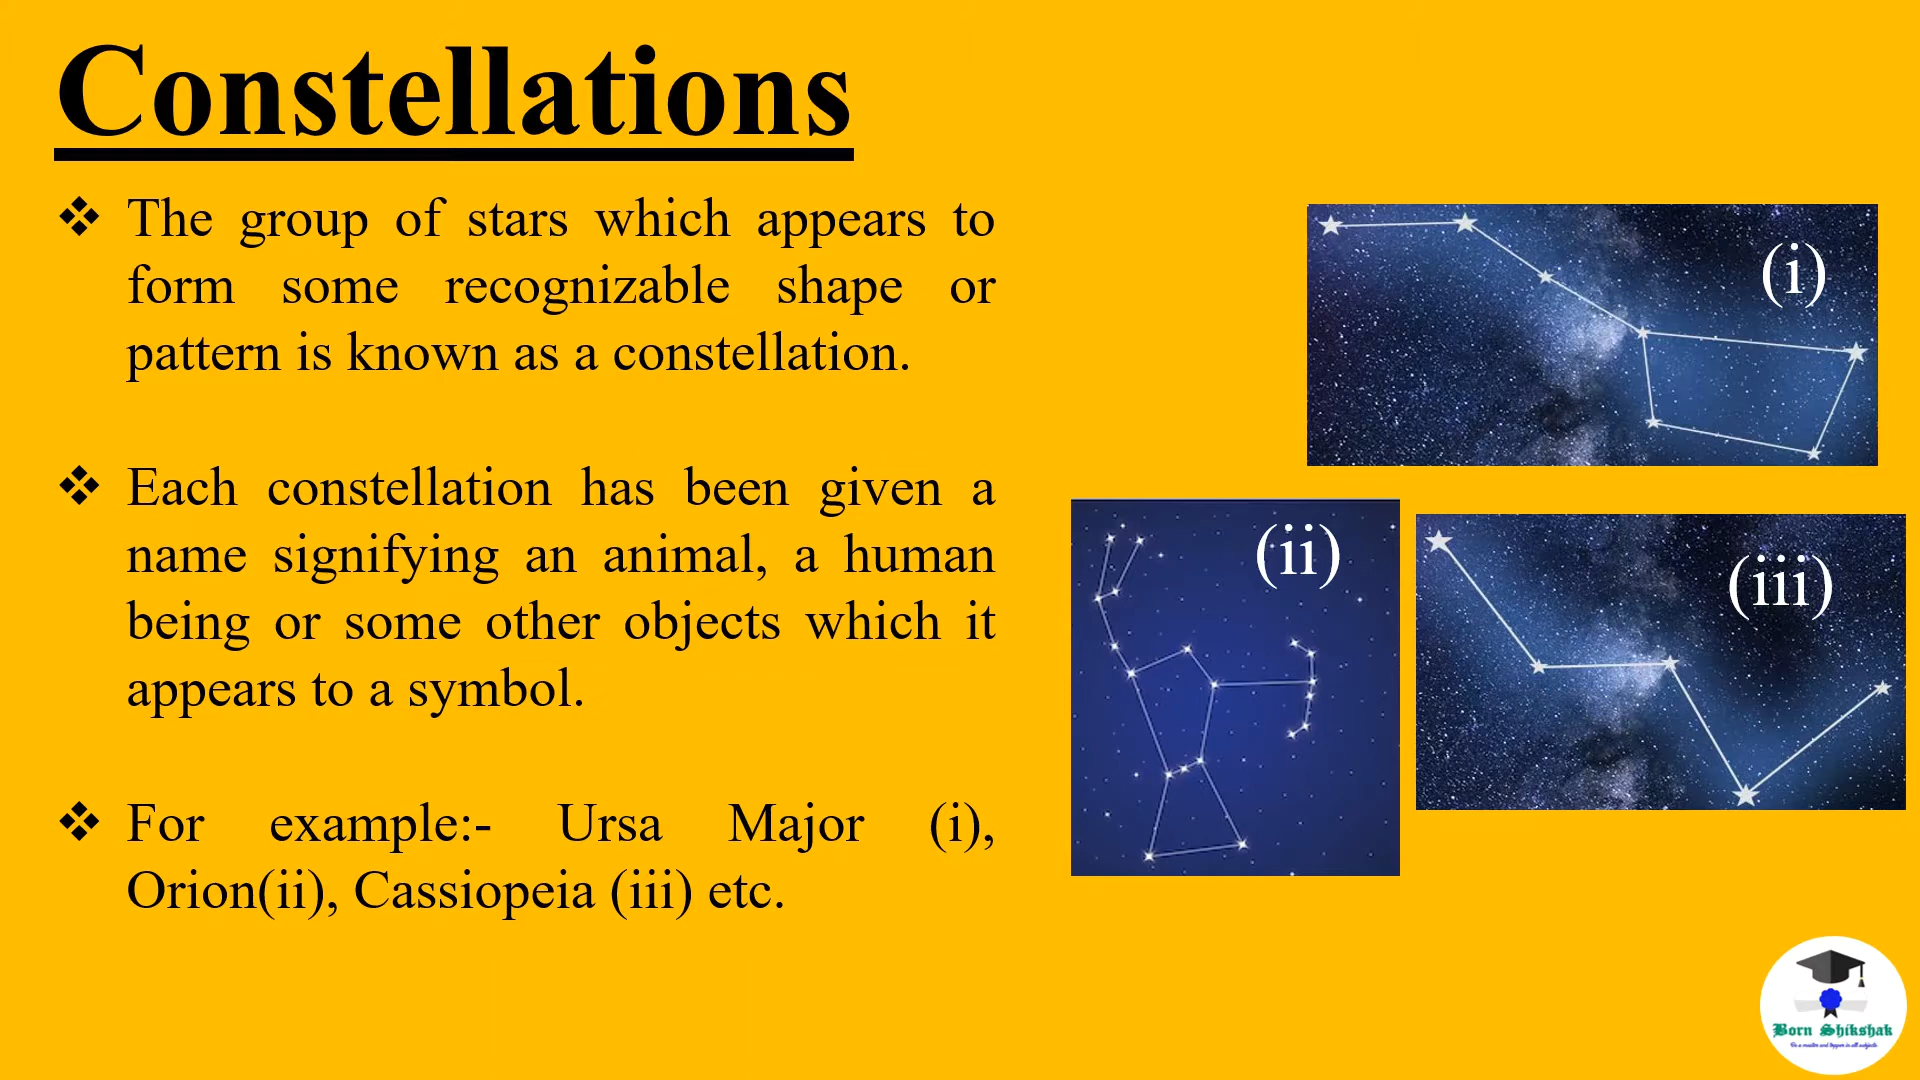 Constellations
❖ The group of stars which appears to
form some recognizable shape or
pattern is known as a constellation.
❖ Each constellation has been given a
name signifying an animal, a human
being or some other objects which it
appears to a symbol.
❖ For example:- Ursa Major (i),
Orion(ii), Cassiopeia (iii) etc.
(i)
(ii)
(iii)
Born Shikshak